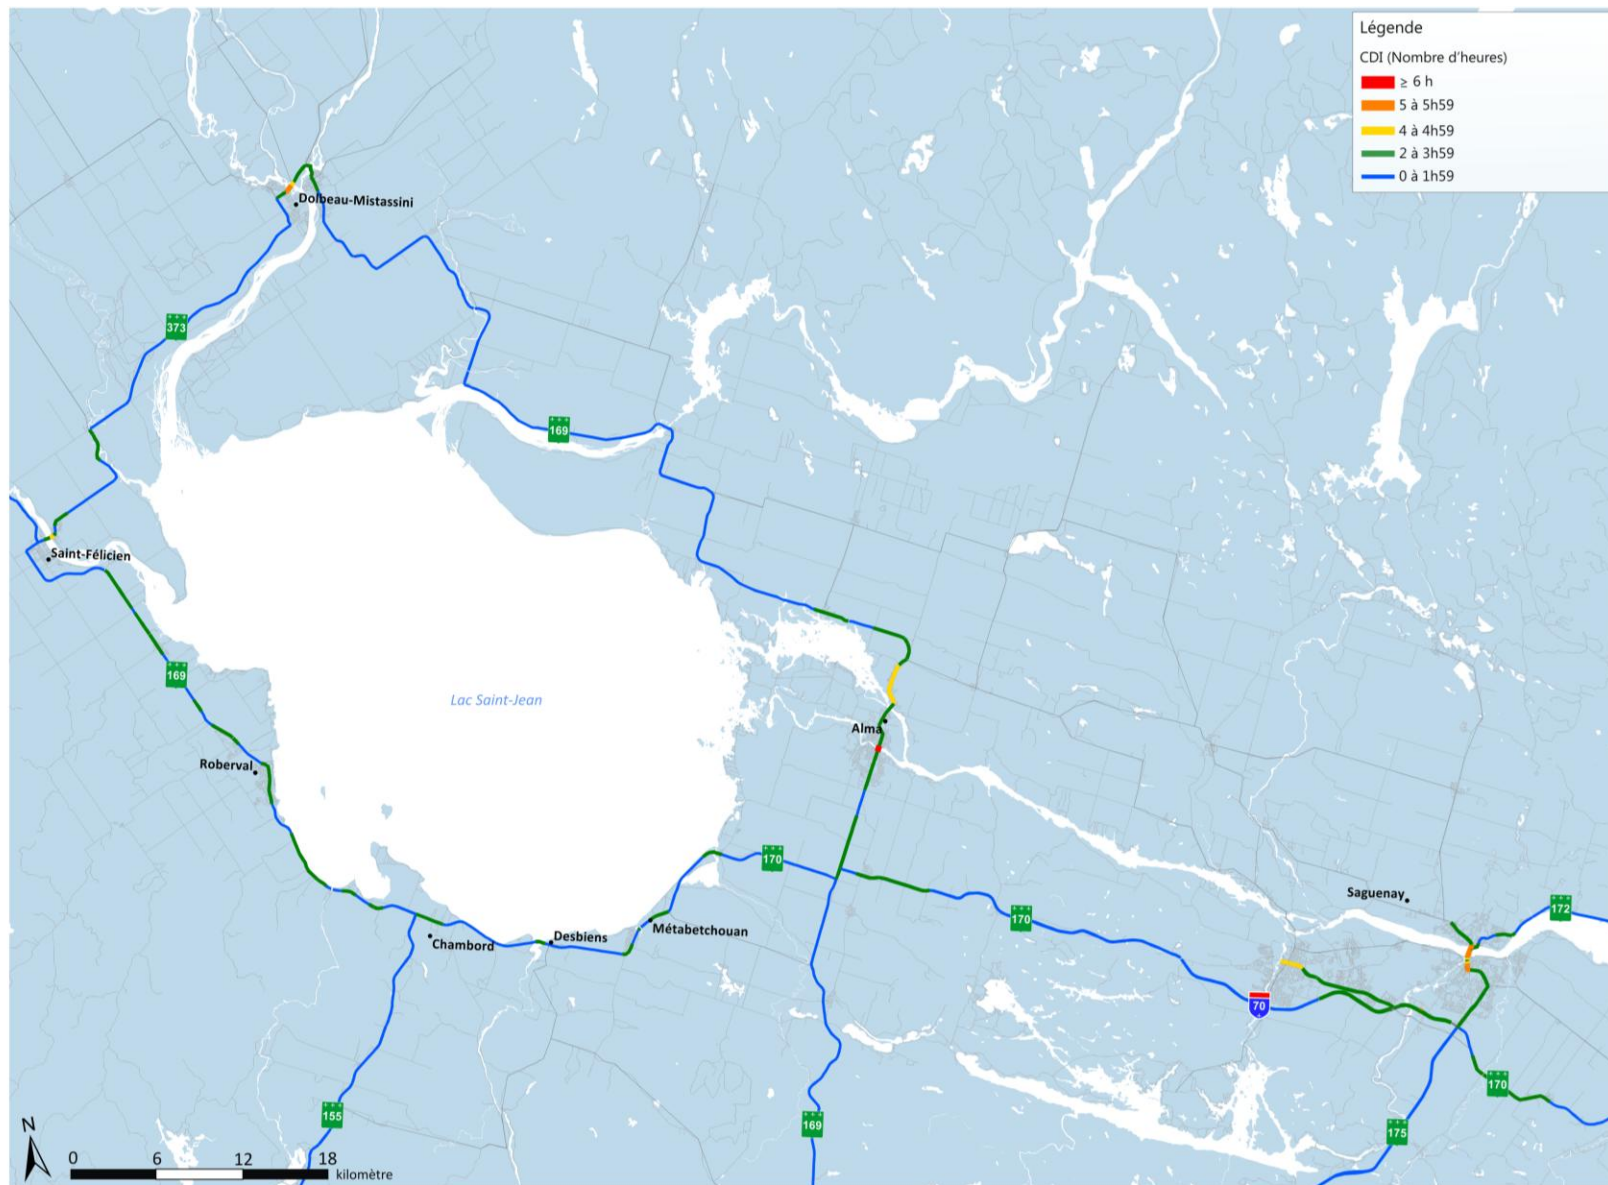 Légende
CDI (Nombre d'heures)
≥ 6 h
5 à 5h59
4 à 4h59
2 à 3h59
0 à 1h59
Dolbeau-Mistassini
373
169
Saint-Félicien
169
Lac Saint-Jean
Alma
Roberval
170
Saguenay
172
170
Métabetchouan
Desbiens
Chambord
70
170
155
169
175
N
0 6 12 18
kilomètre